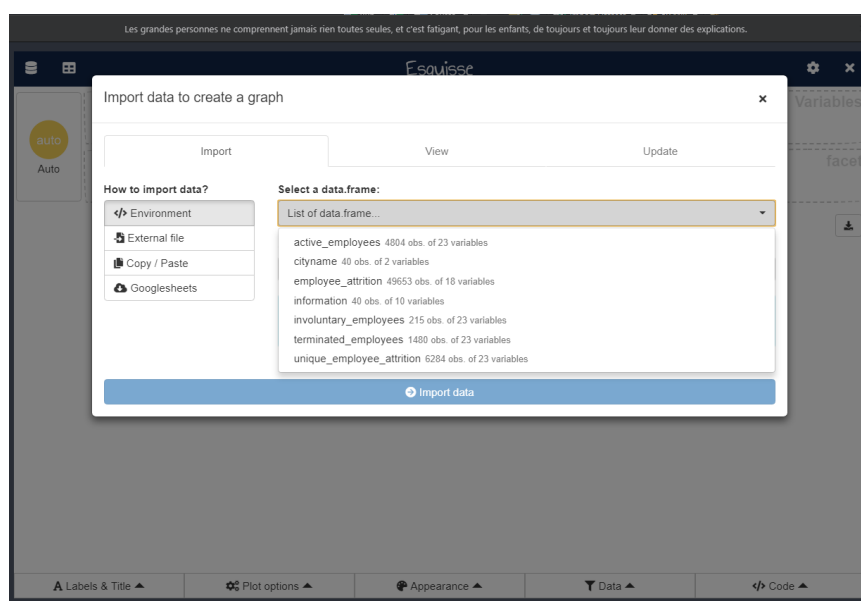 Les grandes personnes ne comprennent jamais rien toutes seules, et c'est fatigant, pour les enfants, de toujours et toujours leur donner des explications.
Esquisse
Import data to create a graph
×
Variables
auto
Auto
Import
View
Update
facet
How to import data?
Select a data.frame:
</> Environment
List of data.frame...
External file
Copy / Paste
Googlesheets
active_employees 4804 obs. of 23 variables
cityname 40 obs. of 2 variables
employee_attrition 49653 obs. of 18 variables
information 40 obs. of 10 variables
involuntary_employees 215 obs. of 23 variables
terminated_employees 1480 obs. of 23 variables
unique_employee_attrition 6284 obs. of 23 variables
Import data
Labels & Title
Plot options
Appearance
Data
</> Code